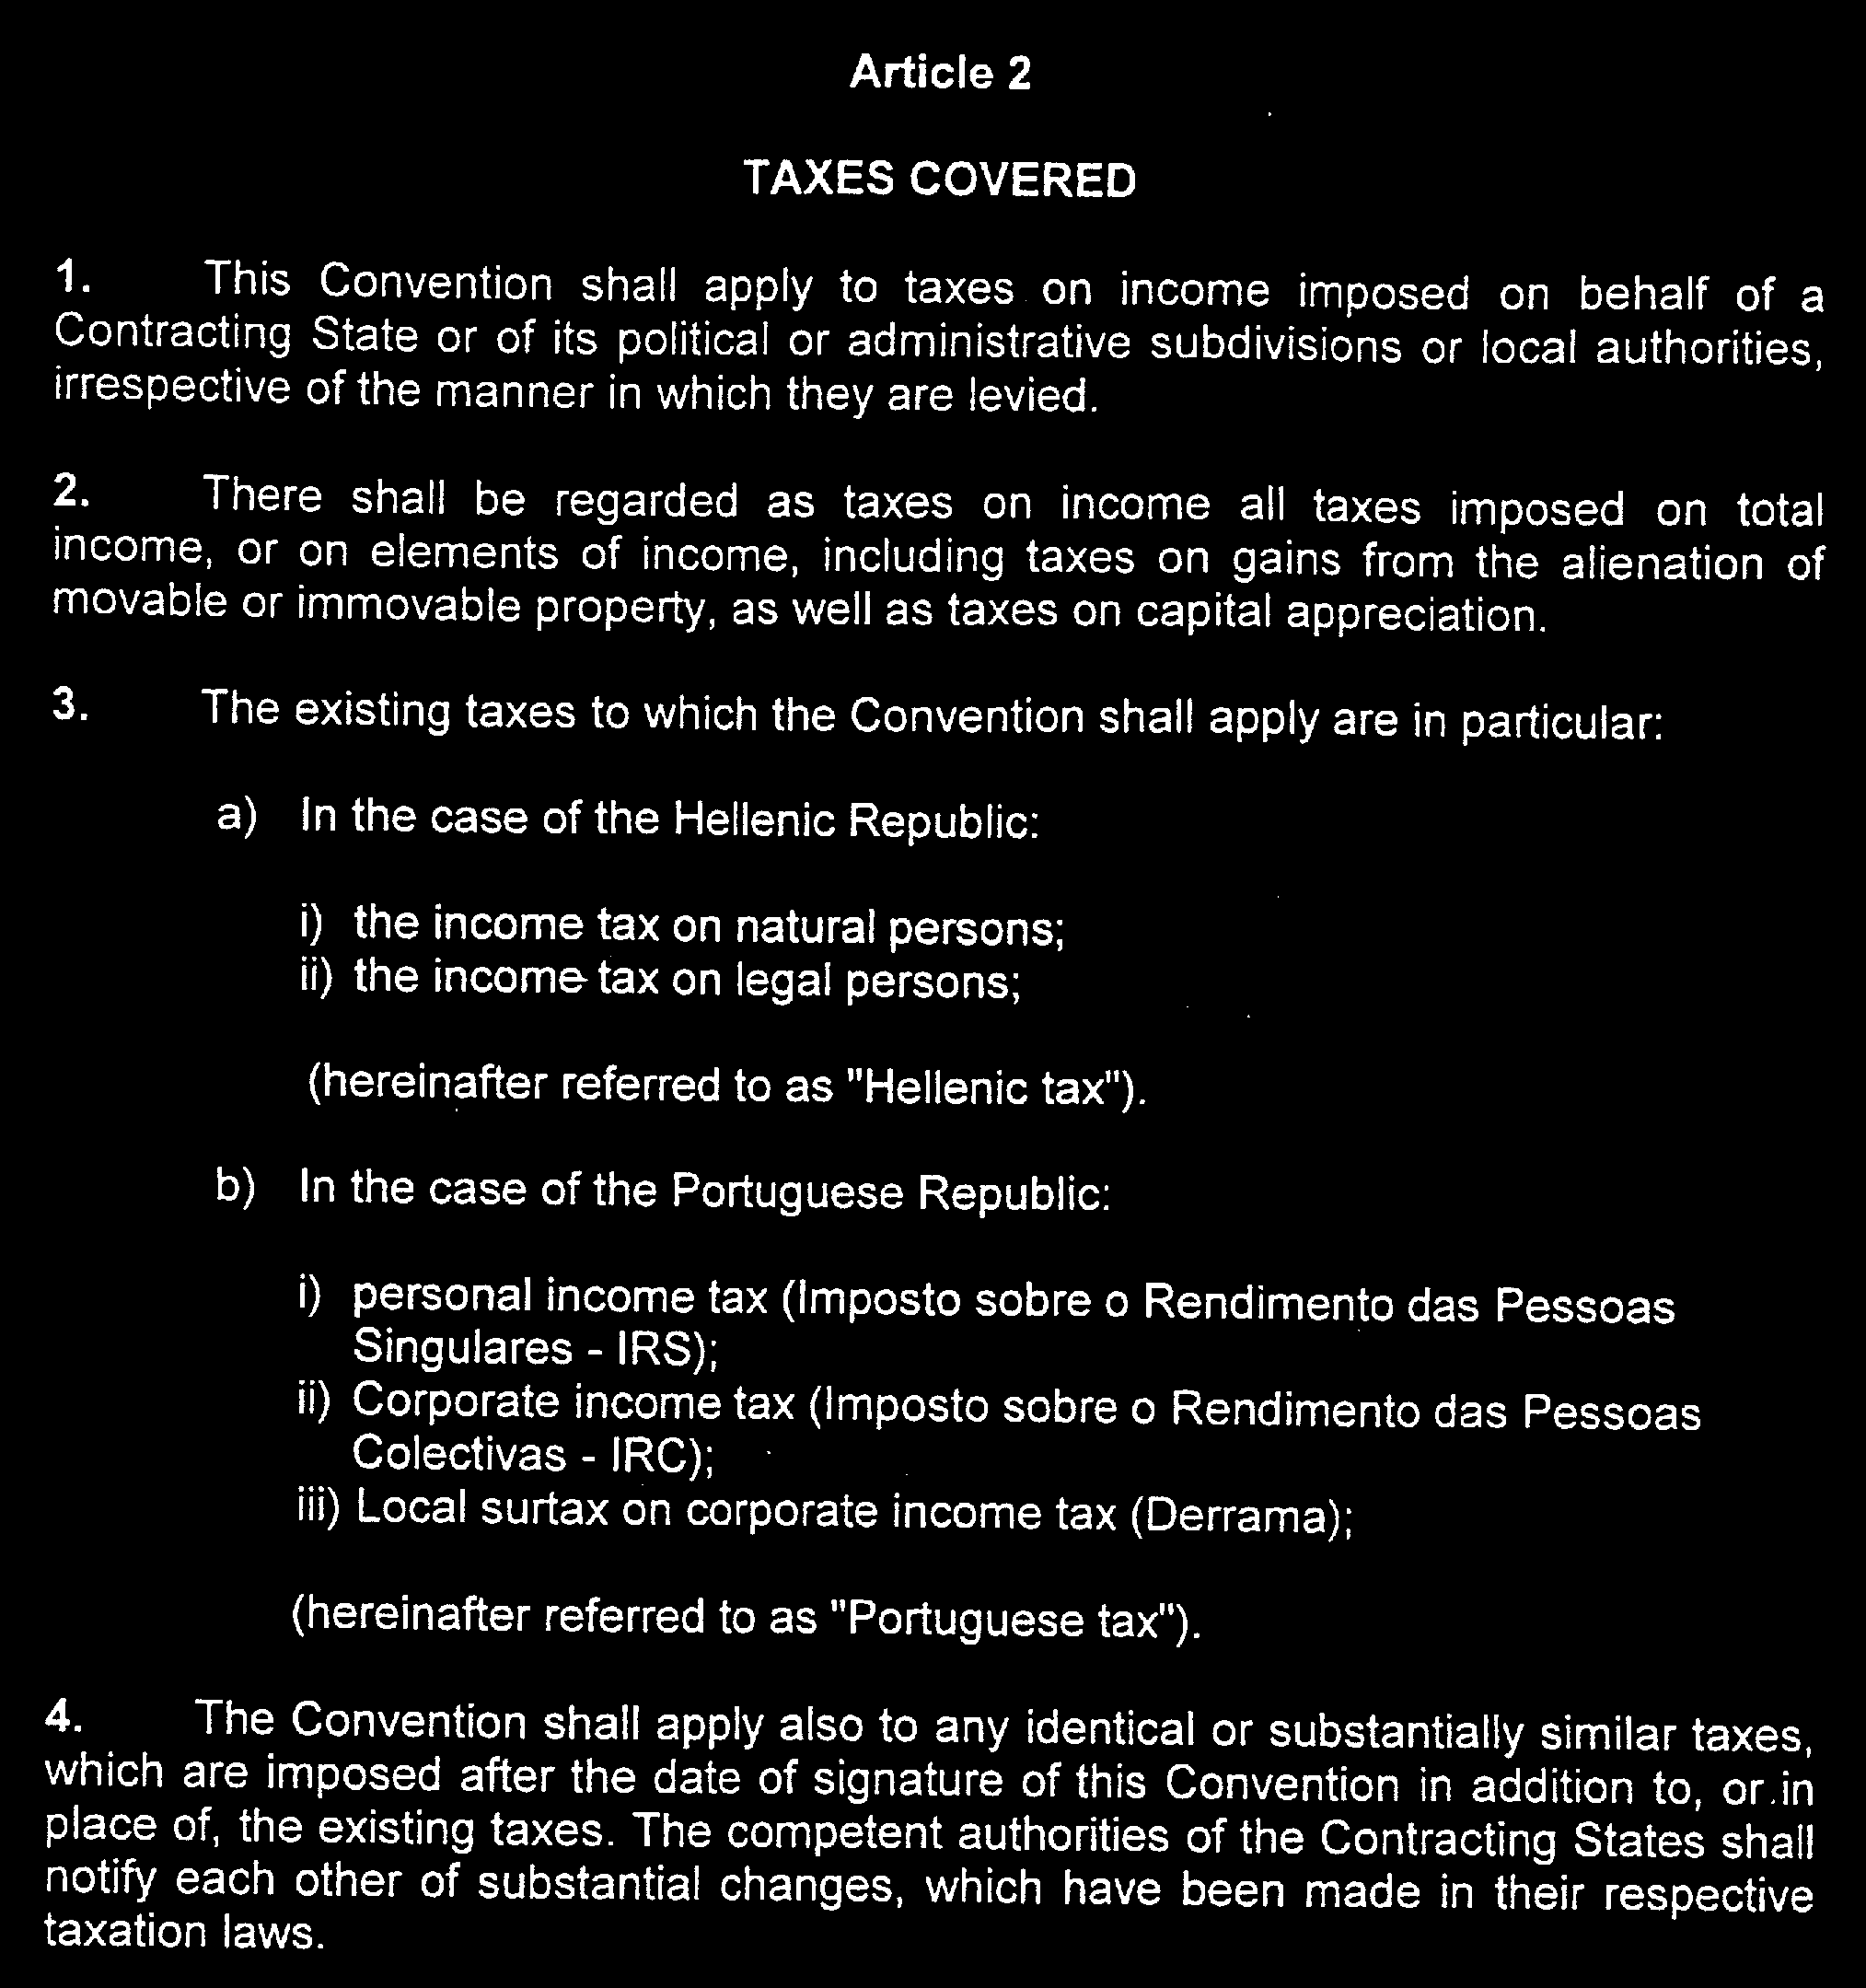 Article 2
TAXES COVERED
1. This Convention shall apply to taxes on income imposed on behalf of a
Contracting State or of its political or administrative subdivisions or local authorities,
irrespective of the manner in which they are levied.
2. There shall be regarded as taxes on income all taxes imposed on total
income, or on elements of income, including taxes on gains from the alienation of
movable or immovable property, as well as taxes on capital appreciation.
3. The existing taxes to which the Convention shall apply are in particular:
a) In the case of the Hellenic Republic:
i) the income tax on natural persons;
ii) the income tax on legal persons;
(hereinafter referred to as "Hellenic tax").
b) In the case of the Portuguese Republic:
i) personal income tax (Imposto sobre o Rendimento das Pessoas
Singulares - IRS);
ii) Corporate income tax (Imposto sobre o Rendimento das Pessoas
Colectivas - IRC);
iii) Local surtax on corporate income tax (Derrama);
(hereinafter referred to as "Portuguese tax").
4. The Convention shall apply also to any identical or substantially similar taxes,
which are imposed after the date of signature of this Convention in addition to, or in
place of, the existing taxes. The competent authorities of the Contracting States shall
notify each other of substantial changes, which have been made in their respective
taxation laws.